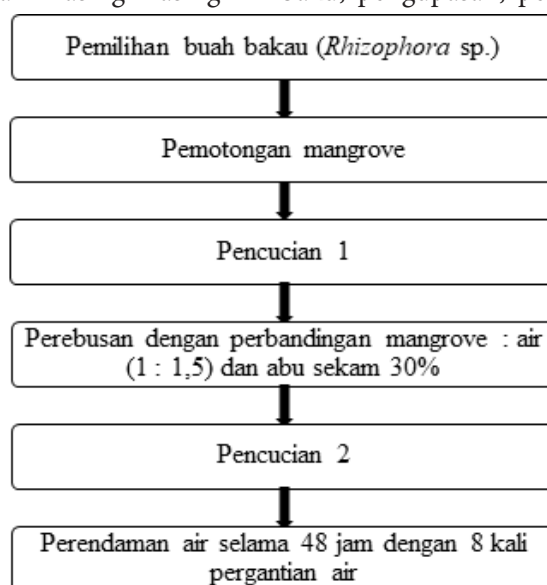 pengupasan,
Pemilihan buah bakau (Rhizophora sp.)
Pemotongan mangrove
Pencucian 1
Perebusan dengan perbandingan mangrove : air
(1 : 1,5) dan abu sekam 30%
Pencucian 2
Perendaman air selama 48 jam dengan 8 kali
pergantian air